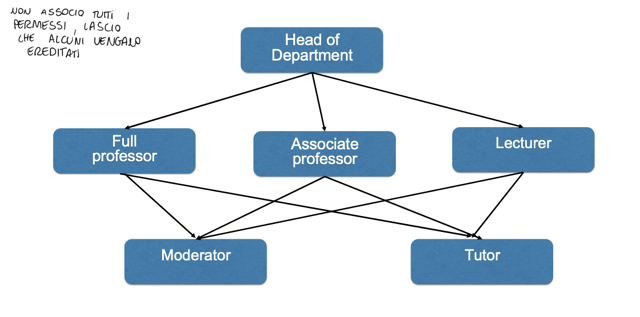 NON ASSOCIO TUTTI I
PERMESSI, LASCIO
CHE ALCUNI VENGANO
EREDITATI
Head of
Department
Full
professor
Associate
professor
Lecturer
Moderator
Tutor